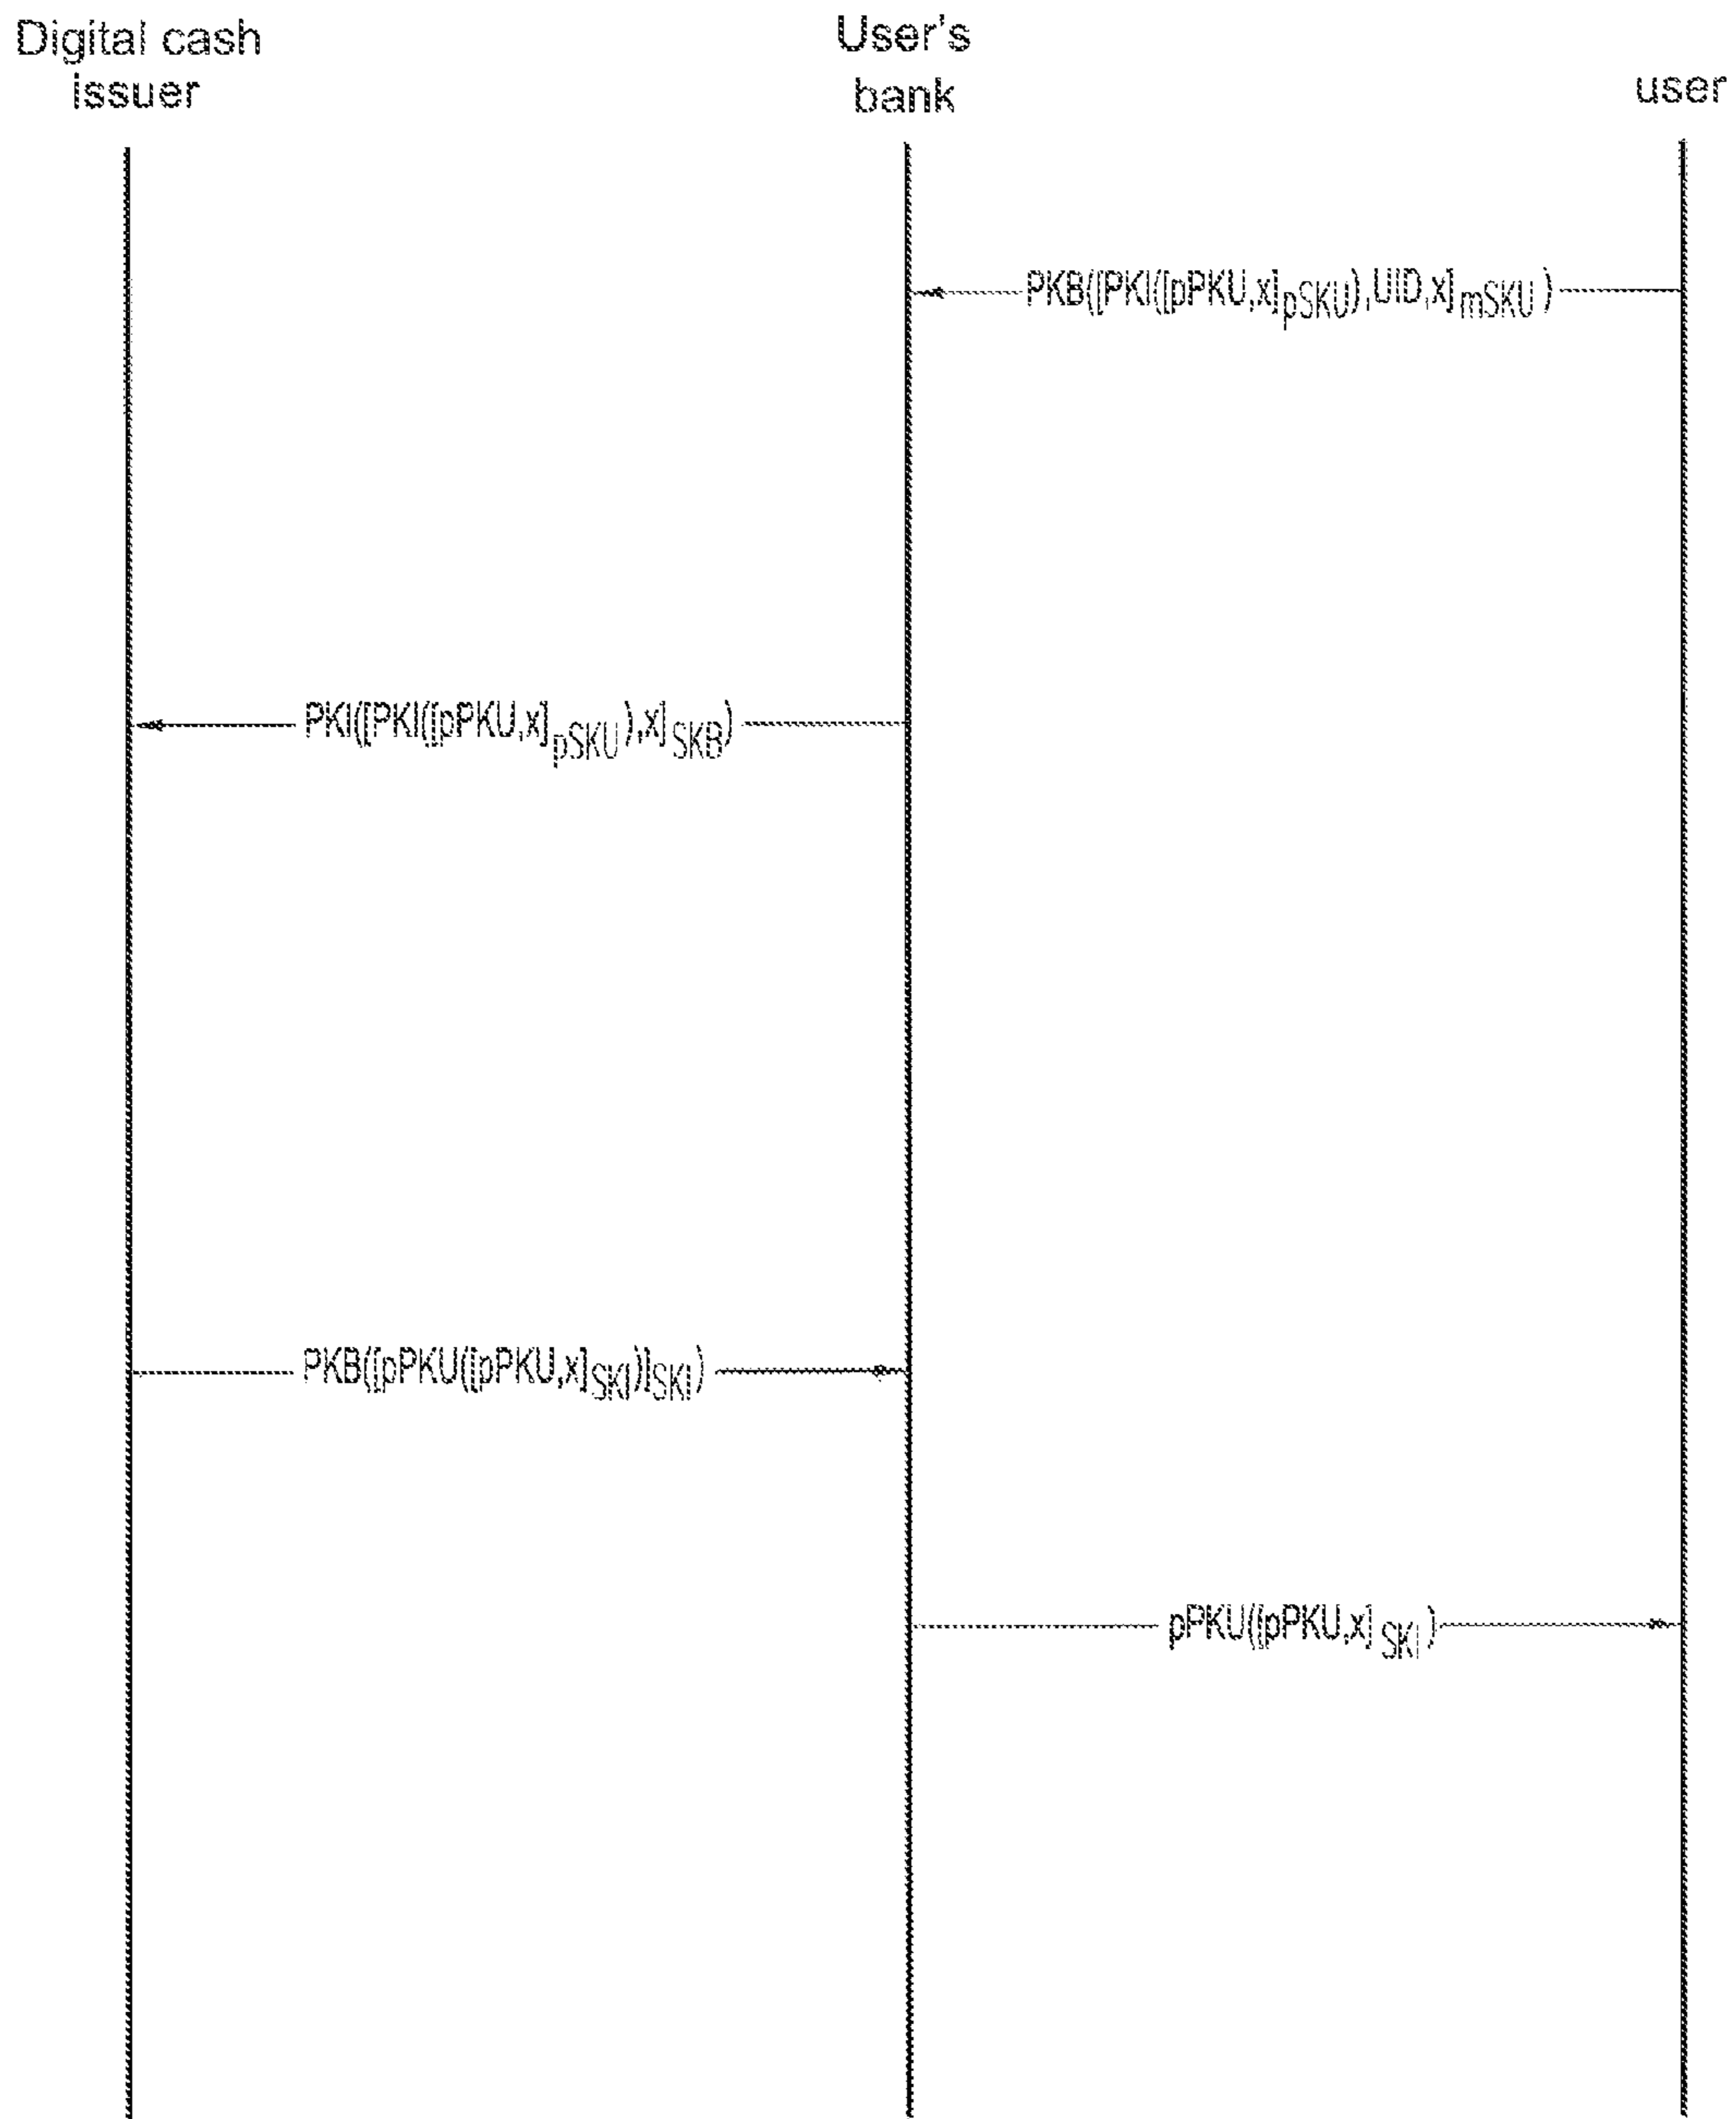 Digital cash
issuer
User's
bank
user
PKB([PKI([pPKU,x]pSKU),UID,x]mSKU)
PKI([PKI([pPKU,x]pSKU),x]SKB)
PKB([pPKU([pPKU,x]SKI)]SKI)
pPKU([pPKU,x]SKI)